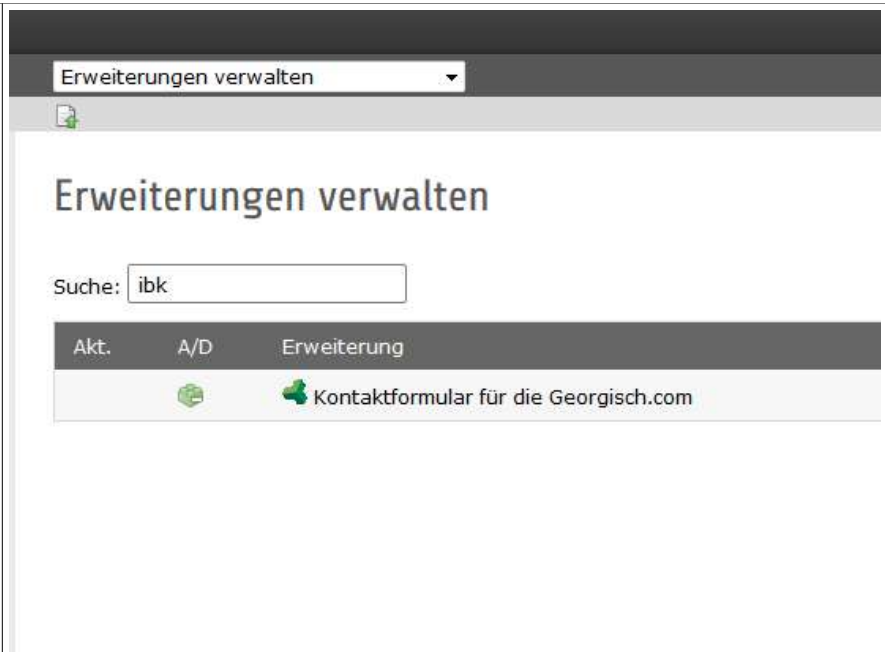 Erweiterungen verwalten
Erweiterungen verwalten
Suche: ibk
Akt. A/D Erweiterung
Kontaktformular für die Georgisch.com